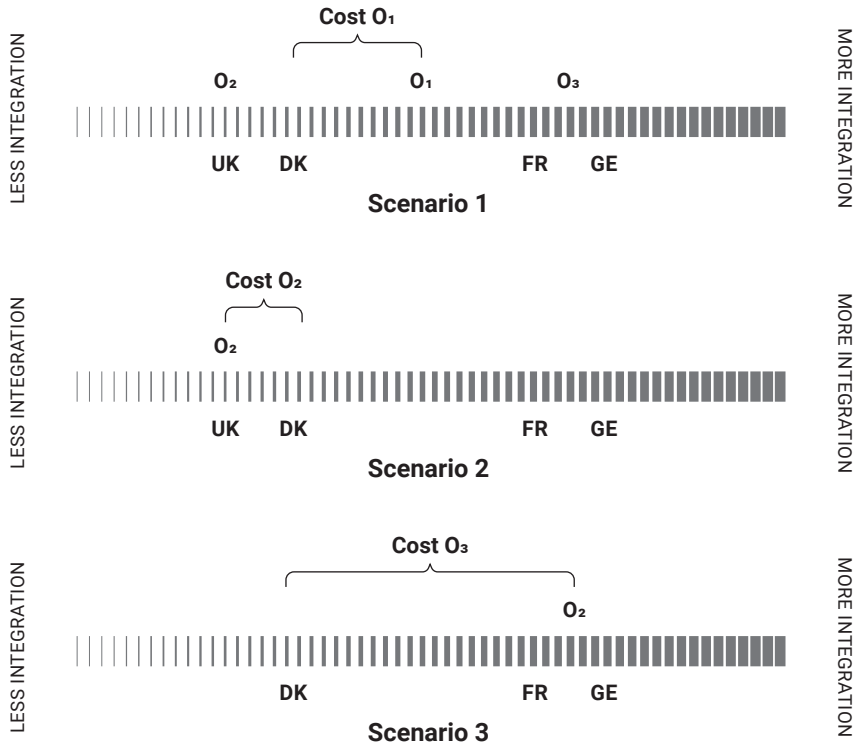 Cost O₁
O₂ O₁ O₃
LESS INTEGRATION
MORE INTEGRATION
UK DK FR GE
Scenario 1
Cost O₂
O₂
LESS INTEGRATION
MORE INTEGRATION
UK DK FR GE
Scenario 2
Cost O₃
O₂
LESS INTEGRATION
MORE INTEGRATION
DK FR GE
Scenario 3